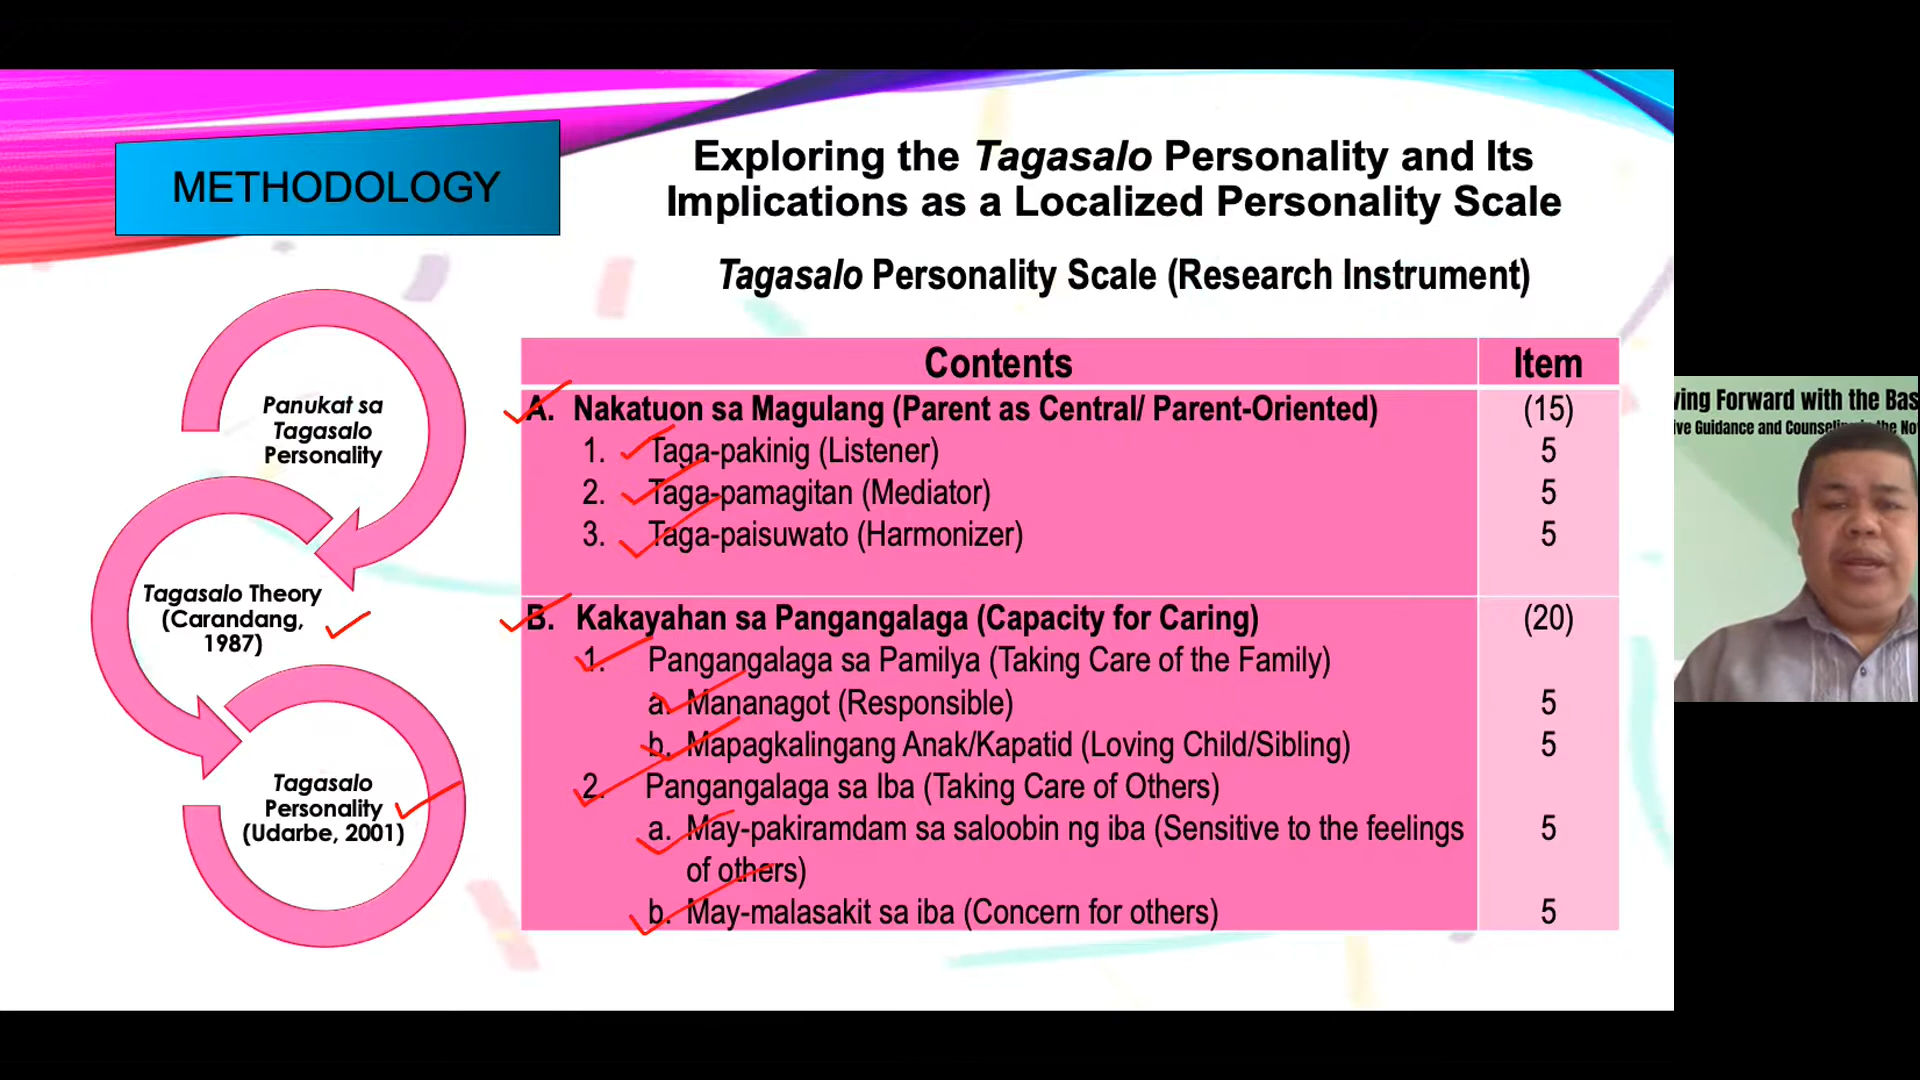 METHODOLOGY
Exploring the Tagasalo Personality and Its
Implications as a Localized Personality Scale
Tagasalo Personality Scale (Research Instrument)
Panukat sa
Tagasalo
Personality
Tagasalo Theory
(Carandang,
1987)
Tagasalo
Personality
(Udarbe, 2001)
Contents Item
A. Nakatuon sa Magulang (Parent as Central/ Parent-Oriented) (15)
1. Taga-pakinig (Listener) 5
2. Taga-pamagitan (Mediator) 5
3. Taga-paisuwato (Harmonizer) 5
B. Kakayahan sa Pangangalaga (Capacity for Caring) (20)
1. Pangangalaga sa Pamilya (Taking Care of the Family)
a. Mananagot (Responsible) 5
b. Mapagkalingang Anak/Kapatid (Loving Child/Sibling) 5
2. Pangangalaga sa Iba (Taking Care of Others)
a. May-pakiramdam sa saloobin ng iba (Sensitive to the feelings 5
of others)
b. May-malasakit sa iba (Concern for others) 5
ving Forward with the Bas
ive Guidance and Counseling the No